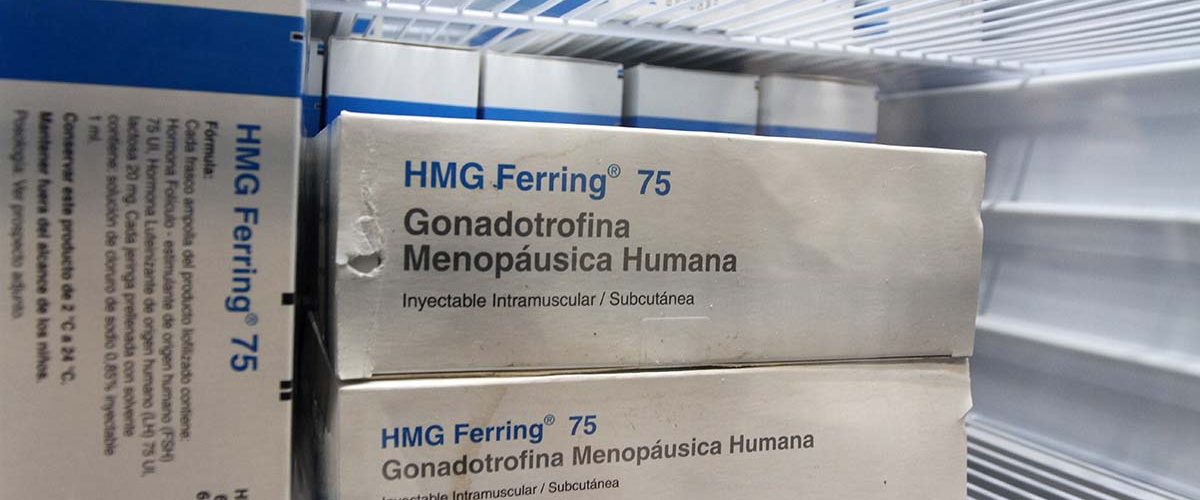 HMG Ferring® 75
Fórmula:
Cada frasco ampolla del producto liofilizado contiene:
Hormona Folículo - estimulante de origen humano (FSH)
75 UI, Hormona Luteinizante de origen humano (LH) 75 UI,
lactosa 20 mg. Cada jeringa prellenada con solvente
contiene: solución de cloruro de sodio 0,85% inyectable
1 ml.
Conservar este producto de 2 °C a 24 °C.
Mantener fuera del alcance de los niños.
Posología: Ver prospecto adjunto.
HMG Ferring® 75
Gonadotrofina
Menopáusica Humana
Inyectable Intramuscular / Subcutánea
HMG Ferring® 75
Gonadotrofina Menopáusica Humana
Inyectable Intramuscular / Subcutánea